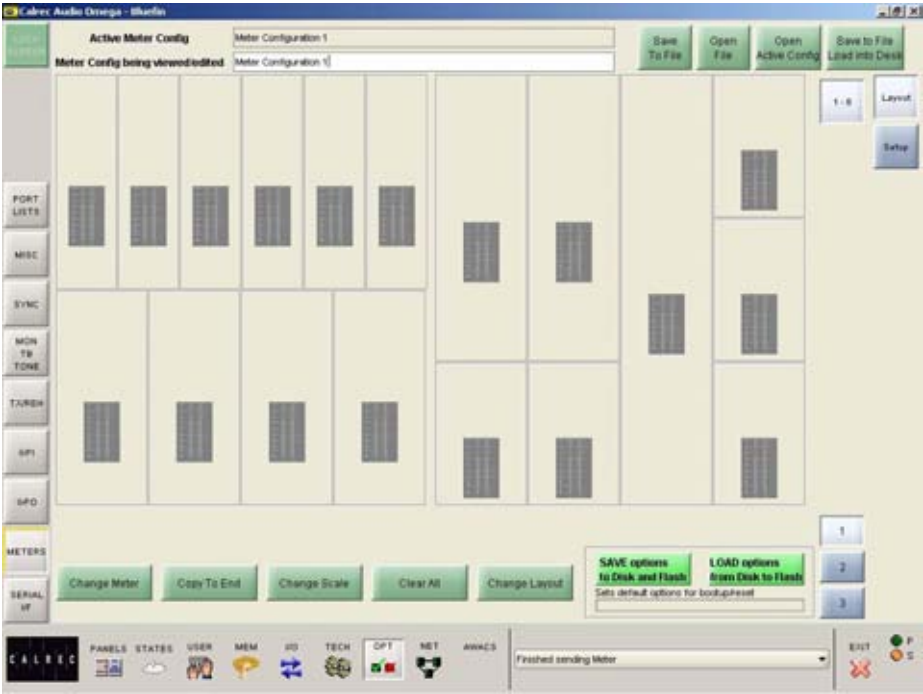 Calrec Audio Omega - Bluefin
Active Meter Config
Meter Configuration 1
Meter Config being viewed/edited
Meter Configuration 1
Save To File
Open File
Open Active Config
Save to File Load into Desk
1 - 8
Layout
Setup
PORT LISTS
MISC
SYNC
MON TB TONE
TX/REH
GPI
GPO
METERS
SERIAL I/F
1
2
3
Change Meter
Copy To End
Change Scale
Clear All
Change Layout
SAVE options to Disk and Flash
LOAD options from Disk to Flash
Sets default options for bootup/reset
CALREC
PANELS
STATES
USER
MEM
I/O
TECH
OPT
NET
AWACS
Finished sending Meter
EXIT
P
S